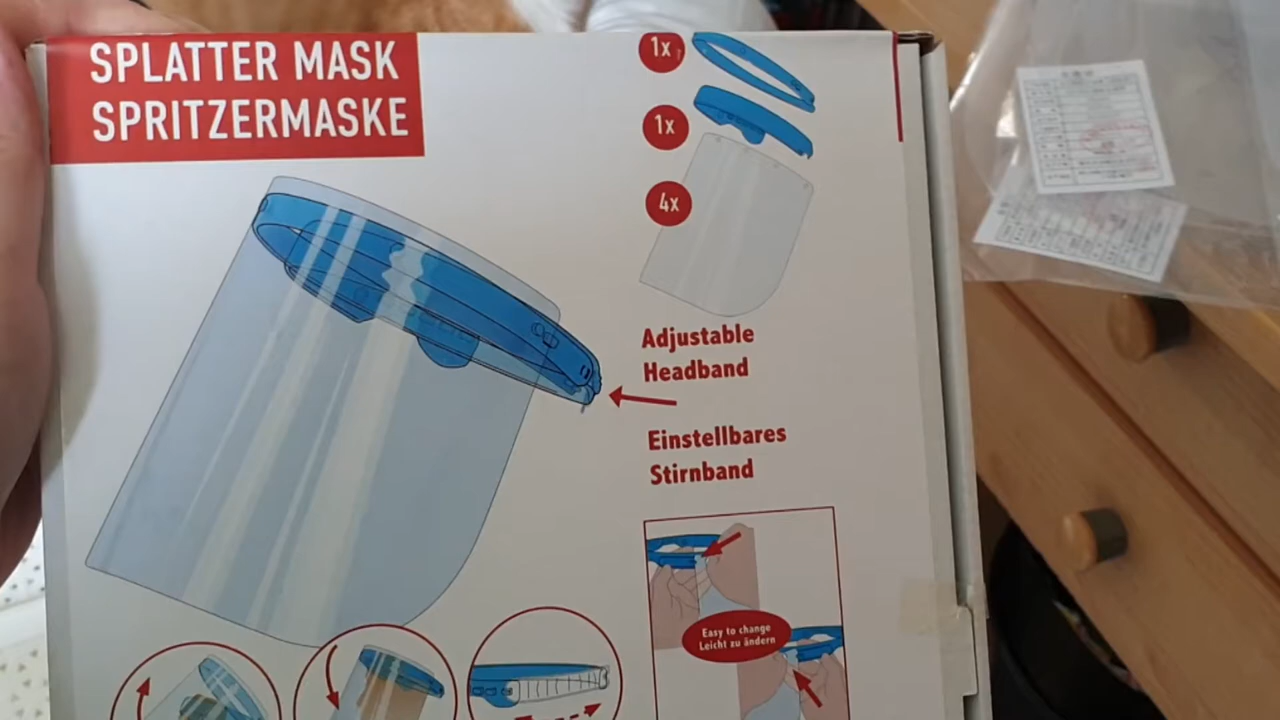 SPLATTER MASK
SPRITZERMASKE
1x
1x
4x
Adjustable
Headband
Einstellbares
Stirnband
Easy to change
Leicht zu ändern